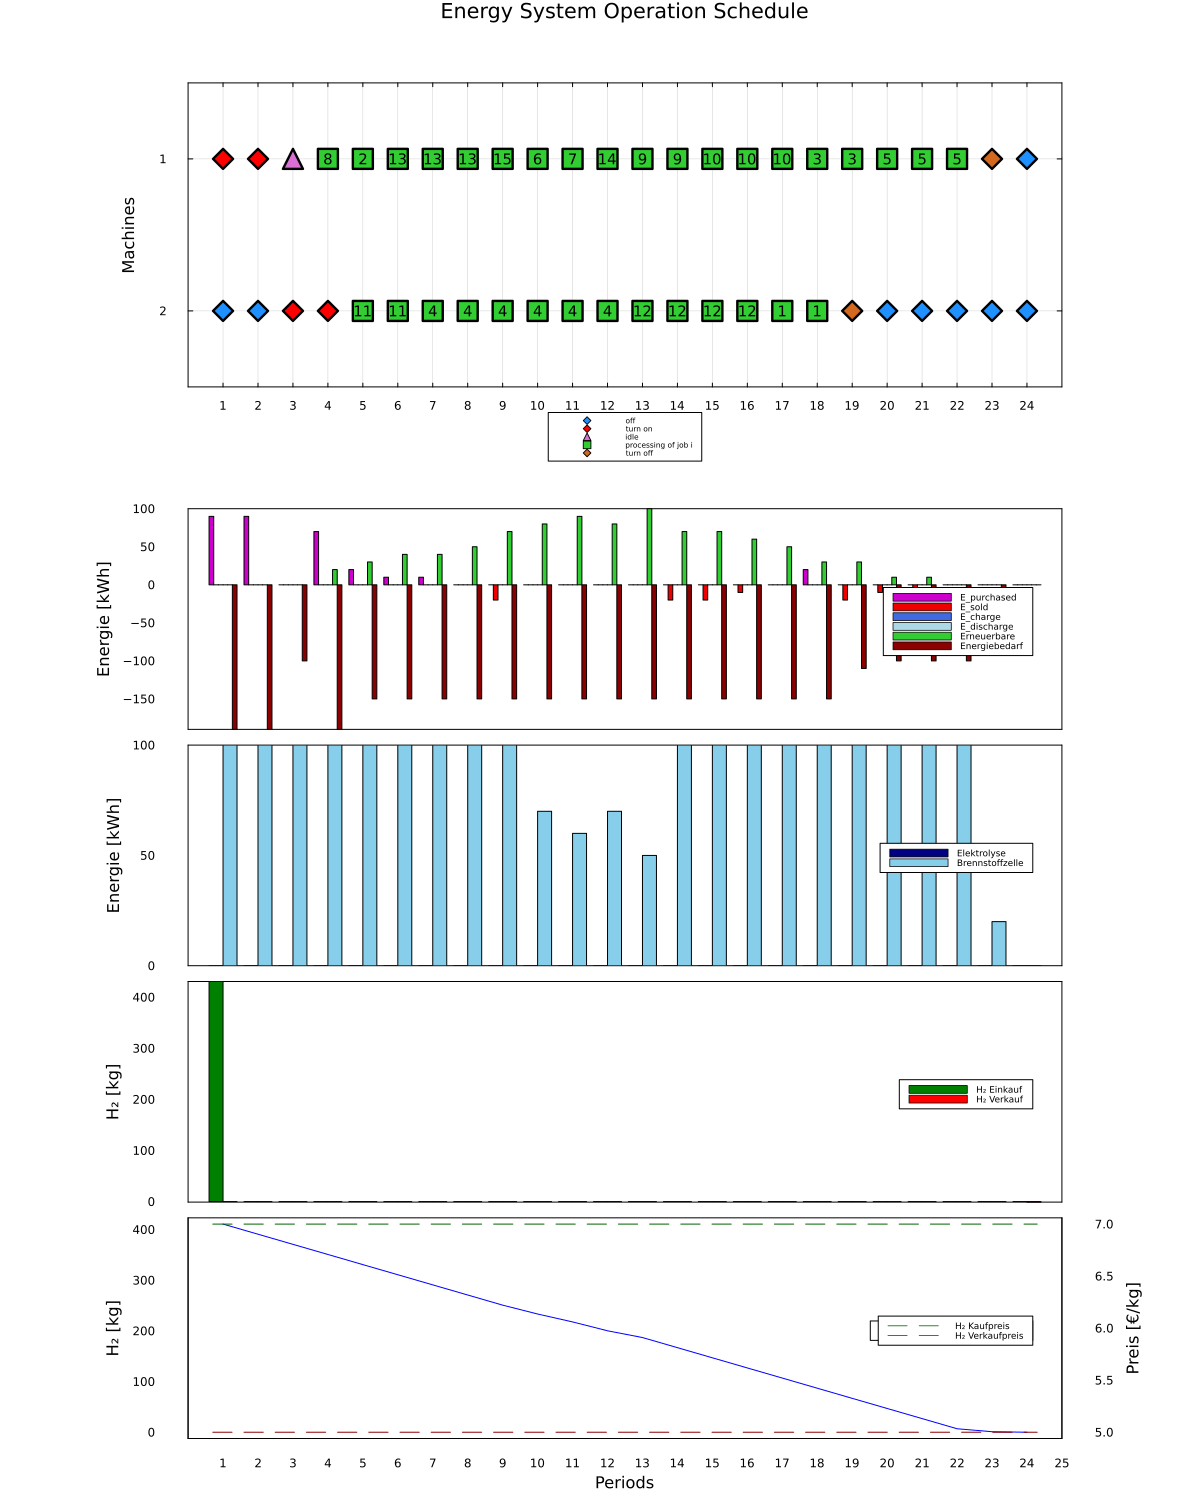 Energy System Operation Schedule
Machines
1
8 2 13 13 13 15 6 7 14 9 9 10 10 10 3 3 5 5 5
2
11 11 4 4 4 4 4 4 12 12 12 12 1 1
1 2 3 4 5 6 7 8 9 10 11 12 13 14 15 16 17 18 19 20 21 22 23 24
off
turn on
idle
processing of job i
turn off
Energie [kWh]
100
50
0
−50
−100
−150
E_purchased
E_sold
E_charge
E_discharge
Erneuerbare
Energiebedarf
Energie [kWh]
100
50
0
Elektrolyse
Brennstoffzelle
H₂ [kg]
400
300
200
100
0
H₂ Einkauf
H₂ Verkauf
H₂ [kg]
400
300
200
100
0
H₂ Kaufpreis
H₂ Verkaufpreis
7.0
6.5
6.0
5.5
5.0
Preis [€/kg]
1 2 3 4 5 6 7 8 9 10 11 12 13 14 15 16 17 18 19 20 21 22 23 24 25
Periods